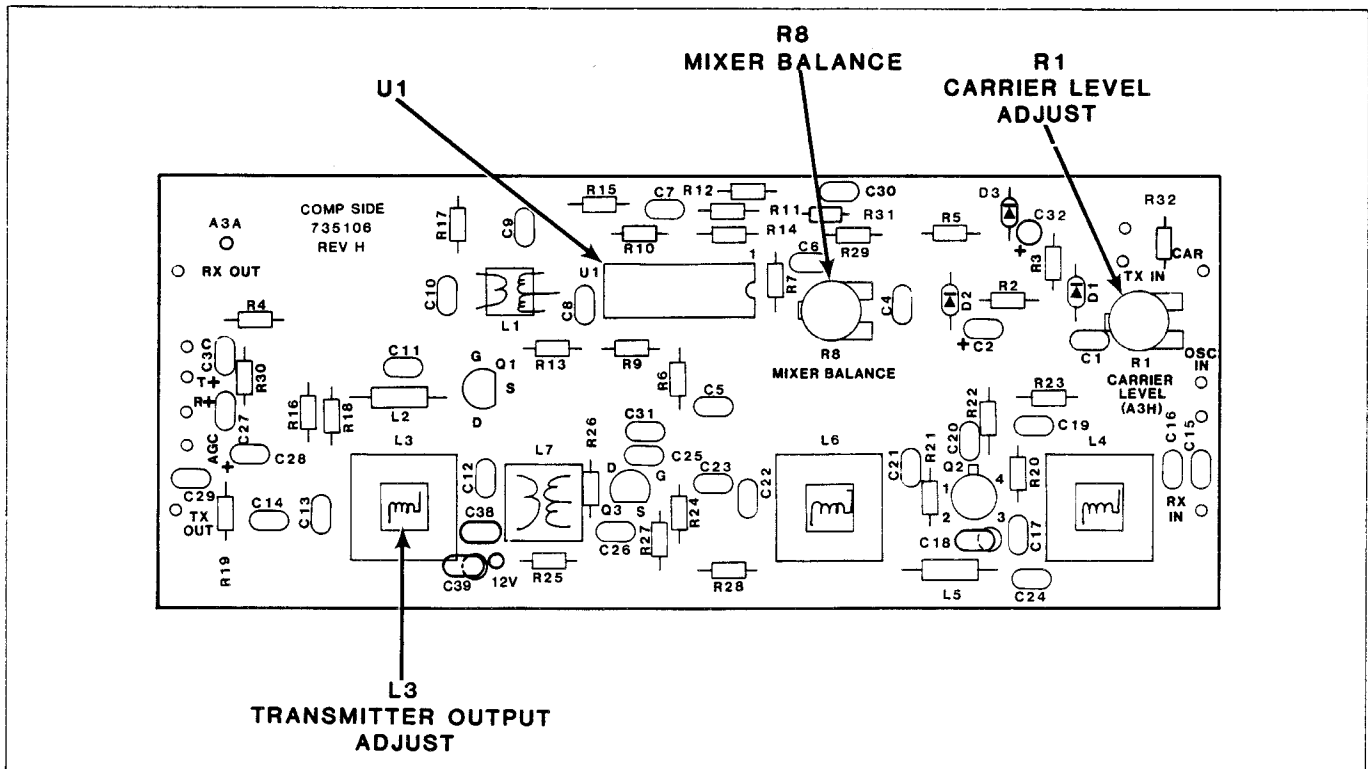 R8
MIXER BALANCE
R1
CARRIER LEVEL
ADJUST
U1
COMP SIDE
735106
REV H
A3A
RX OUT
R17
C9
R15
C7
R12
C30
R11
R31
R14
R10
R29
C6
R5
D3
C32
+
R3
R32
CAR
TX IN
C10
L1
C8
U1
1
R7
C4
D2
R2
D1
R4
C2
+
C1
R1
OSC
IN
R8
MIXER BALANCE
CARRIER
LEVEL
(A3H)
T+
R+
R30
C11
G
Q1
S
D
R13
R9
R6
C5
R23
R22
R16
R18
L2
L3
C27
AGC
+
C28
C29
TX
OUT
R19
C14
C13
C12
C38
C39
12V
L7
R26
C31
C25
D
G
Q3
S
C26
R27
R24
C23
C22
R25
R28
L6
C21
R21
C20
Q2
1
4
2
3
R20
C19
C18
C17
L5
C24
L4
C16
C15
RX
IN
L3
TRANSMITTER OUTPUT
ADJUST